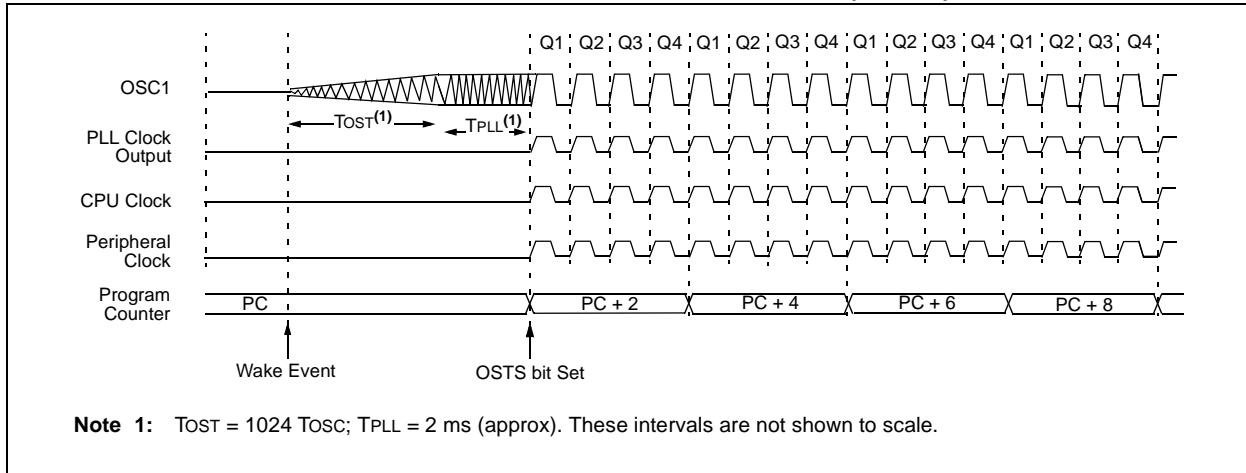 Q1 Q2 Q3 Q4 Q1 Q2 Q3 Q4 Q1 Q2 Q3 Q4 Q1 Q2 Q3 Q4
OSC1
TOST(1) TPLL(1)
PLL Clock
Output
CPU Clock
Peripheral
Clock
Program
Counter
PC PC + 2 PC + 4 PC + 6 PC + 8
Wake Event OSTS bit Set
Note 1: TOST = 1024 TOSC; TPLL = 2 ms (approx). These intervals are not shown to scale.